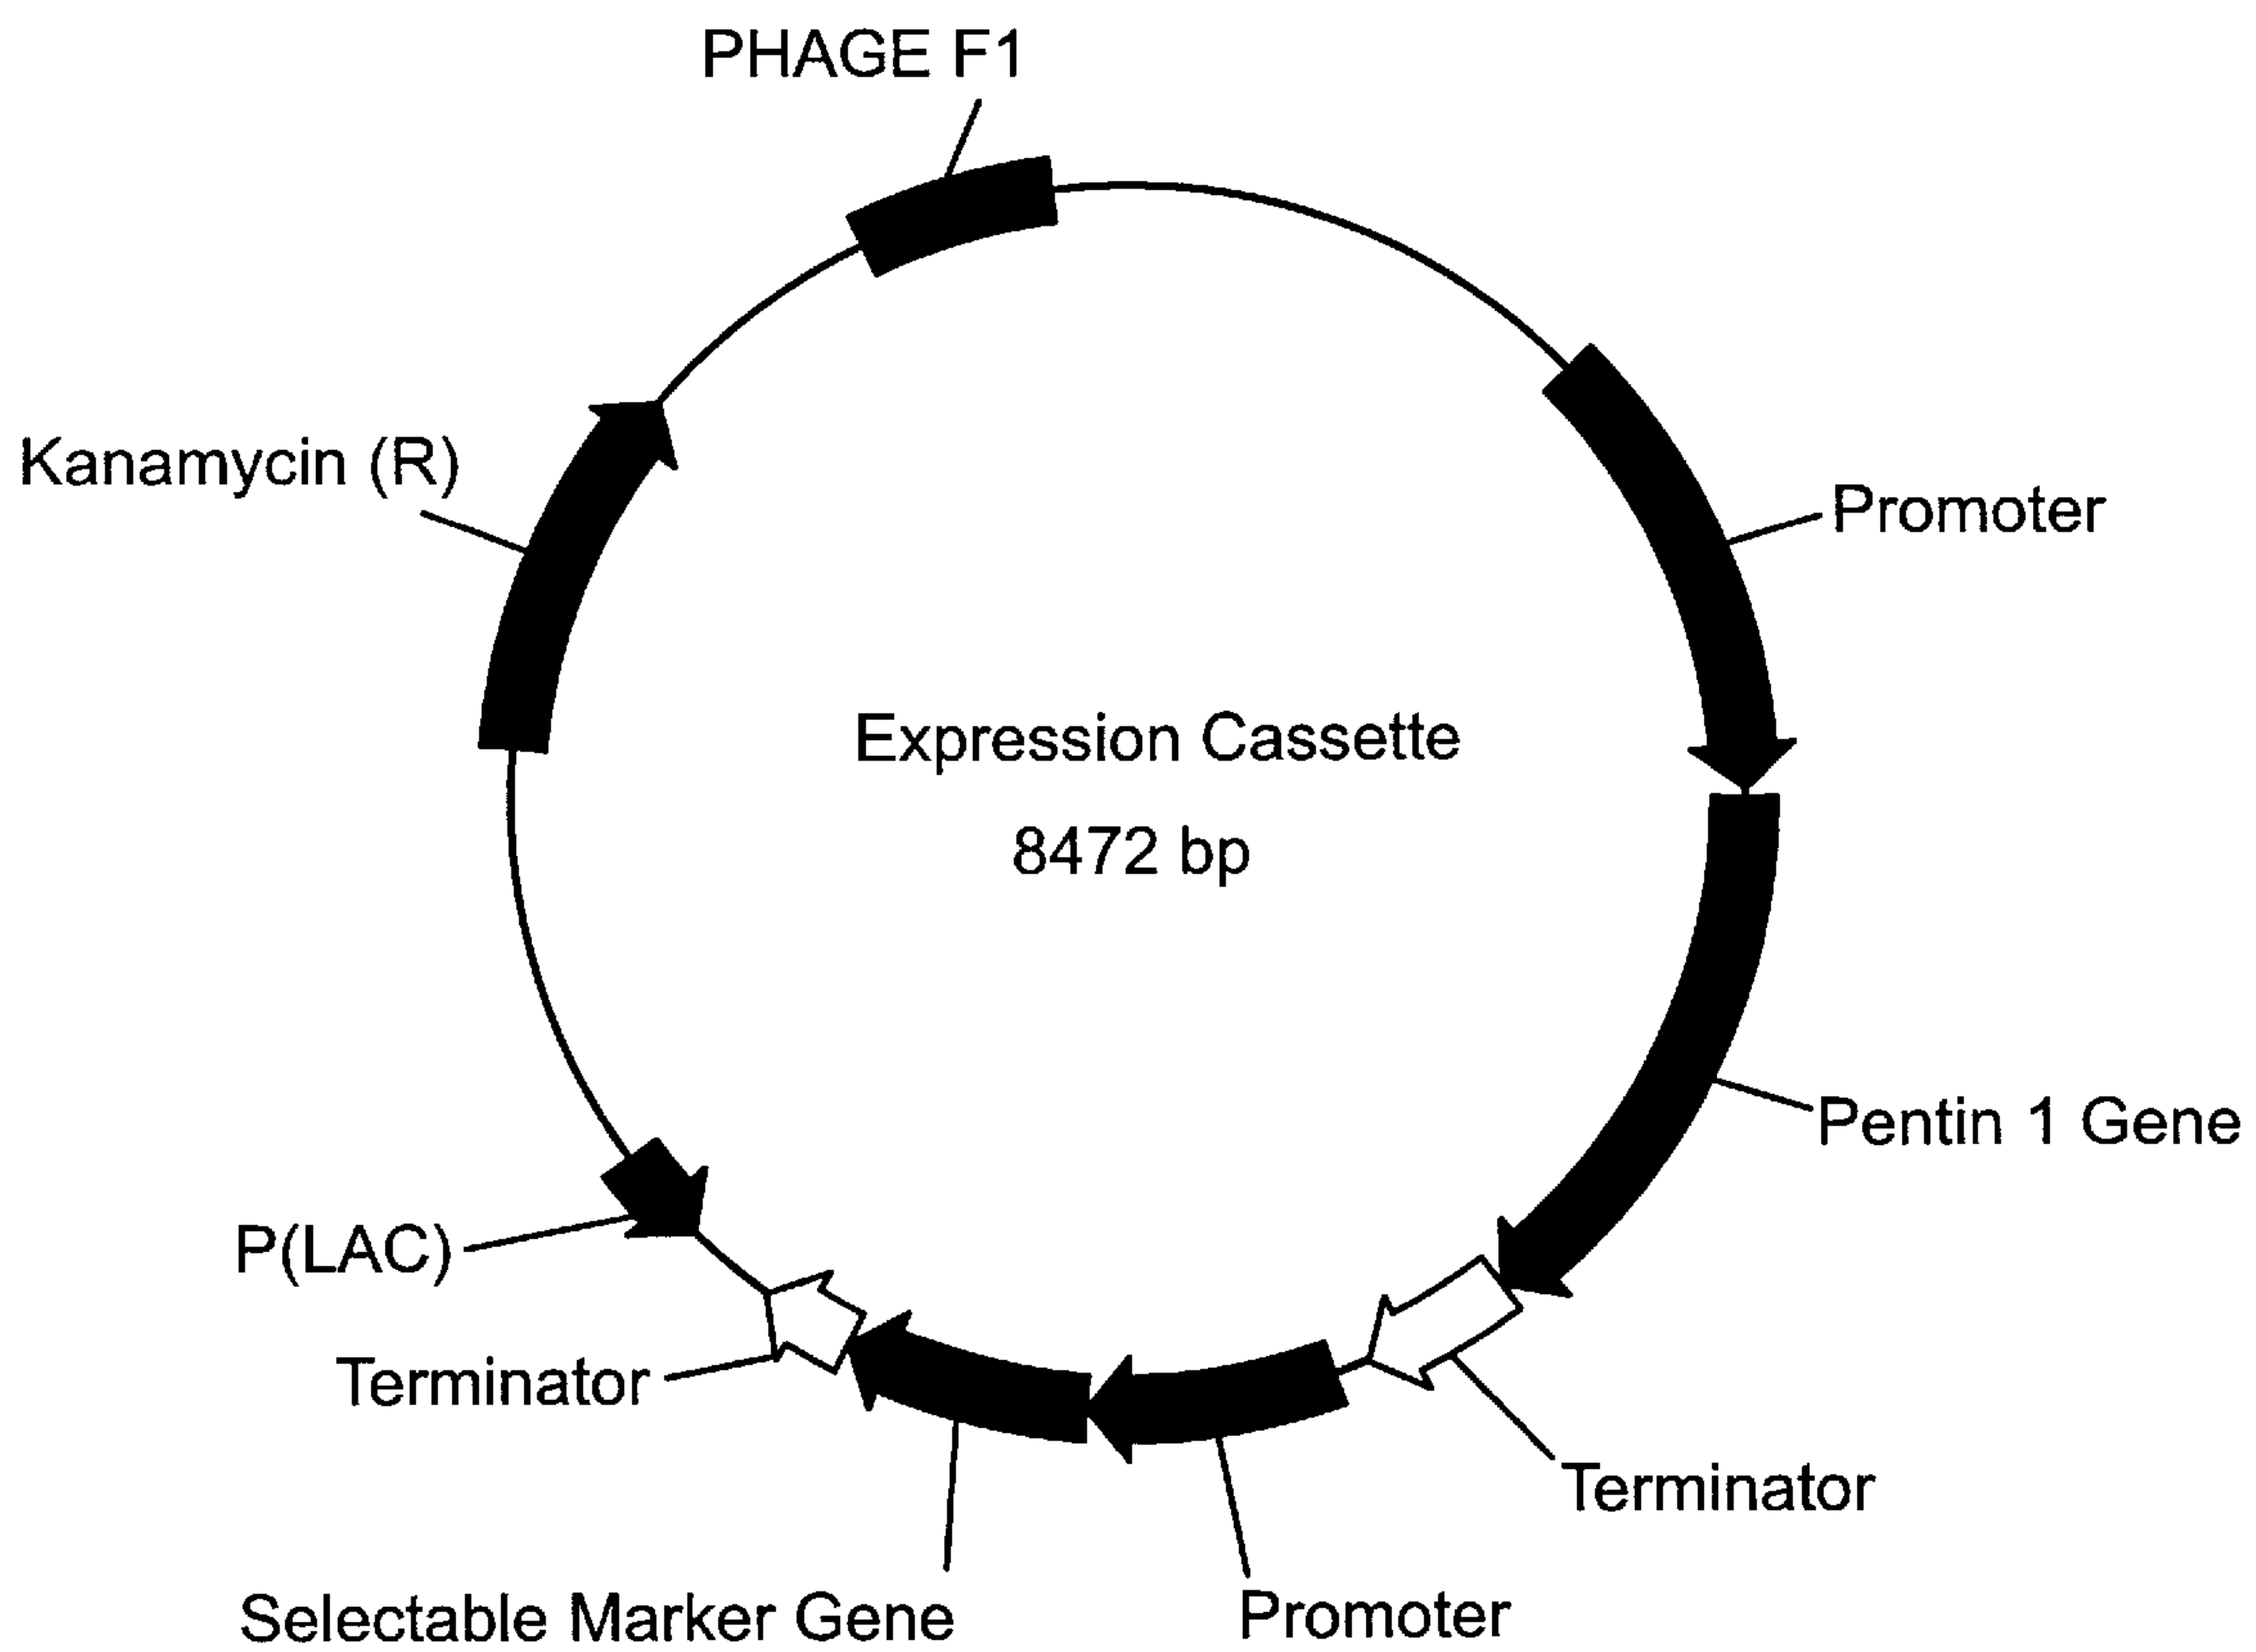 PHAGE F1
Kanamycin (R)
Promoter
Expression Cassette
8472 bp
Pentin 1 Gene
P(LAC)
Terminator
Terminator
Selectable Marker Gene
Promoter